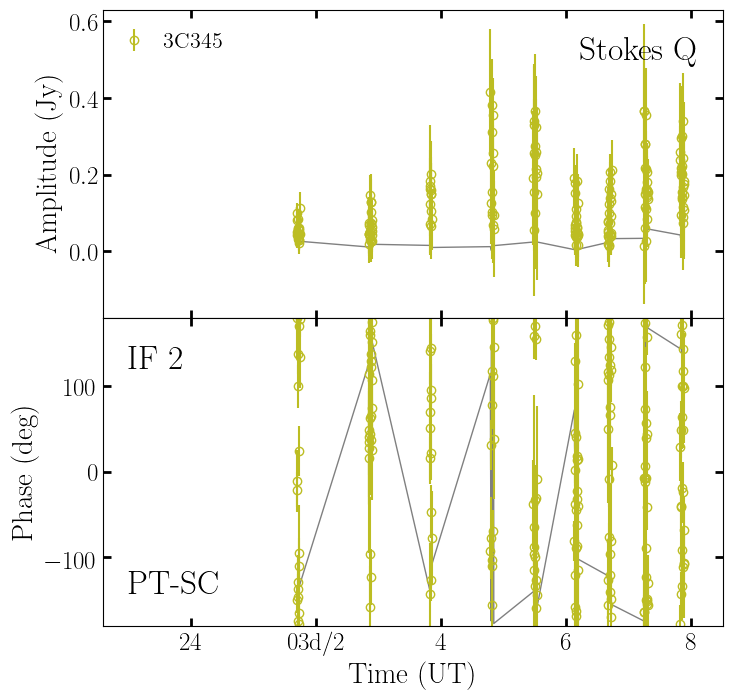 3C345
Stokes Q
0.6
0.4
0.2
0.0
Amplitude (Jy)
IF 2
100
0
−100
Phase (deg)
PT-SC
24
03d/2
4
6
8
Time (UT)